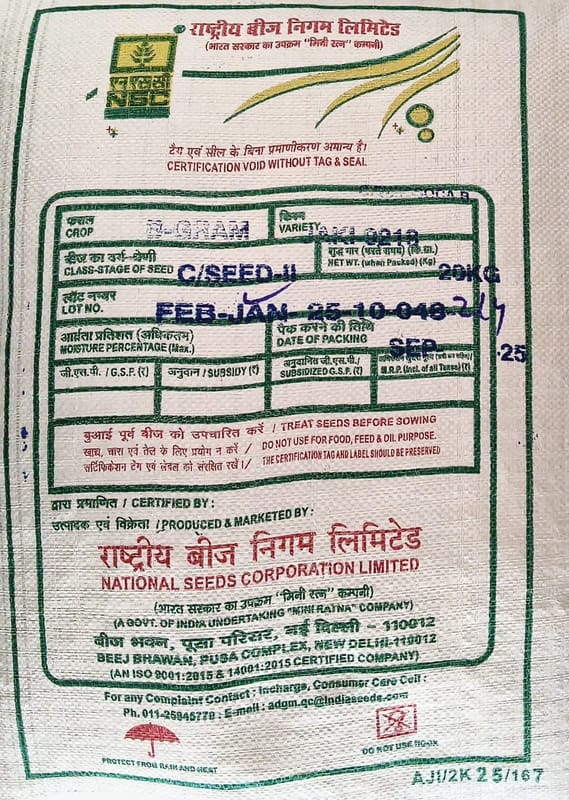 राष्ट्रीय बीज निगम लिमिटेड
(भारत सरकार का उपक्रम "मिनी रत्न" कम्पनी)
एन एस सी
NSC
टैग एवं सील के बिना प्रमाणीकरण अमान्य है।
CERTIFICATION VOID WITHOUT TAG & SEAL
फसल
CROP B-GRAM
किस्म
VARIETY JAKI-9218
बीज का वर्ग-श्रेणी
CLASS-STAGE OF SEED C/SEED-II
शुद्ध भार (भरते समय) (कि.ग्रा.)
NET WT. (when Packed) (Kg) 20KG
लौट नम्बर
LOT NO. FEB-JAN-25-10-048-
आर्द्रता प्रतिशत (अधिकतम)
MOISTURE PERCENTAGE (Max.)
पैक करने की तिथि
DATE OF PACKING SEP. -25
जी.एस.पी. / G.S.P. (₹)
अनुदान / SUBSIDY (₹)
अनुदानित जी.एस.पी./
SUBSIDIZED G.S.P. (₹)
M.R.P. (Incl. of all Taxes) (₹)
बुआई पूर्व बीज को उपचारित करें / TREAT SEEDS BEFORE SOWING
खाद्य, चारा एवं तेल के लिए प्रयोग न करें / DO NOT USE FOR FOOD, FEED & OIL PURPOSE.
सर्टिफिकेशन टैग एवं लेबल को संरक्षित रखें।/ THE CERTIFICATION TAG AND LABEL SHOULD BE PRESERVED
द्वारा प्रमाणित / CERTIFIED BY :
उत्पादक एवं विक्रेता / PRODUCED & MARKETED BY :
राष्ट्रीय बीज निगम लिमिटेड
NATIONAL SEEDS CORPORATION LIMITED
(भारत सरकार का उपक्रम "मिनी रत्न" कम्पनी)
(A GOVT. OF INDIA UNDERTAKING "MINI RATNA" COMPANY)
बीज भवन, पूसा परिसर, नई दिल्ली - 110012
BEEJ BHAWAN, PUSA COMPLEX, NEW DELHI-110012
(AN ISO 9001:2015 & 14001:2015 CERTIFIED COMPANY)
For any Complaint Contact : Incharge, Consumer Care Cell :
Ph. 011-25845778 : E-mail : adgm.qc@indiaseeds.com
PROTECT FROM RAIN AND HEAT
DO NOT USE HOOK
AJI/2K 25/167